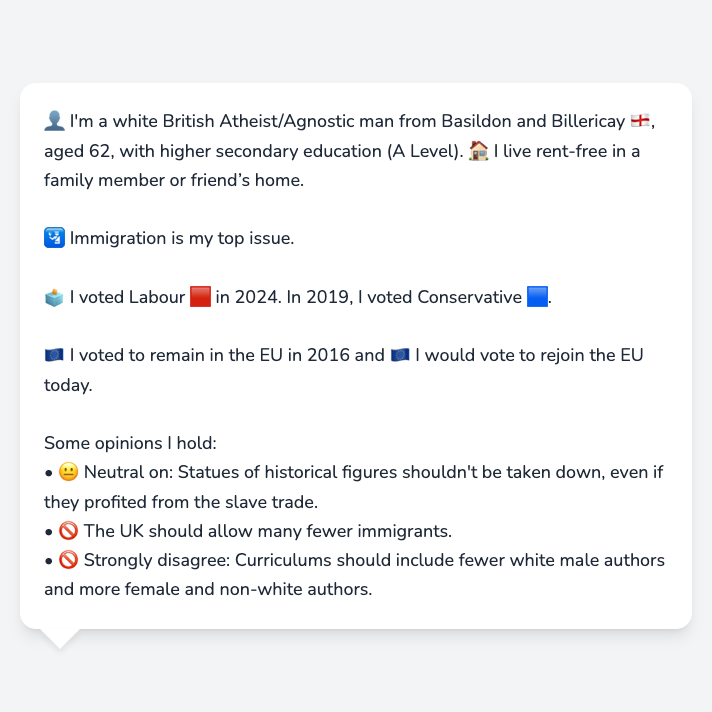 👤 I'm a white British Atheist/Agnostic man from Basildon and Billericay 🏴󠁧󠁢󠁥󠁮󠁧󠁿,
aged 62, with higher secondary education (A Level). 🏠 I live rent-free in a
family member or friend’s home.
🛂 Immigration is my top issue.
🗳️ I voted Labour 🟥 in 2024. In 2019, I voted Conservative 🟦.
🇪🇺 I voted to remain in the EU in 2016 and 🇪🇺 I would vote to rejoin the EU
today.
Some opinions I hold:
• 😐 Neutral on: Statues of historical figures shouldn't be taken down, even if
they profited from the slave trade.
• 🚫 The UK should allow many fewer immigrants.
• 🚫 Strongly disagree: Curriculums should include fewer white male authors
and more female and non-white authors.